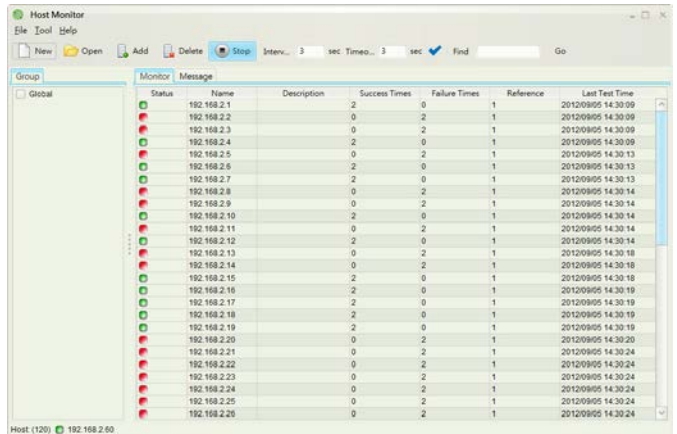 Host Monitor
File Tool Help
New Open Add Delete Stop Interv... 3 sec Timeo... 3 sec Find Go
Group Monitor Message
Global
Status Name Description Success Times Failure Times Reference Last Test Time
192.168.2.1 2 0 1 2012/09/05 14:30:09
192.168.2.2 0 2 1 2012/09/05 14:30:09
192.168.2.3 0 2 1 2012/09/05 14:30:09
192.168.2.4 2 0 1 2012/09/05 14:30:09
192.168.2.5 0 2 1 2012/09/05 14:30:13
192.168.2.6 2 0 1 2012/09/05 14:30:13
192.168.2.7 2 0 1 2012/09/05 14:30:13
192.168.2.8 0 2 1 2012/09/05 14:30:14
192.168.2.9 0 2 1 2012/09/05 14:30:14
192.168.2.10 2 0 1 2012/09/05 14:30:14
192.168.2.11 0 2 1 2012/09/05 14:30:14
192.168.2.12 2 0 1 2012/09/05 14:30:14
192.168.2.13 0 2 1 2012/09/05 14:30:18
192.168.2.14 0 2 1 2012/09/05 14:30:18
192.168.2.15 2 0 1 2012/09/05 14:30:18
192.168.2.16 2 0 1 2012/09/05 14:30:19
192.168.2.17 2 0 1 2012/09/05 14:30:19
192.168.2.18 2 0 1 2012/09/05 14:30:19
192.168.2.19 2 0 1 2012/09/05 14:30:19
192.168.2.20 0 2 1 2012/09/05 14:30:20
192.168.2.21 0 2 1 2012/09/05 14:30:24
192.168.2.22 0 2 1 2012/09/05 14:30:24
192.168.2.23 0 2 1 2012/09/05 14:30:24
192.168.2.24 0 2 1 2012/09/05 14:30:24
192.168.2.25 0 2 1 2012/09/05 14:30:24
192.168.2.26 0 2 1 2012/09/05 14:30:24
Host (120) 192.168.2.60